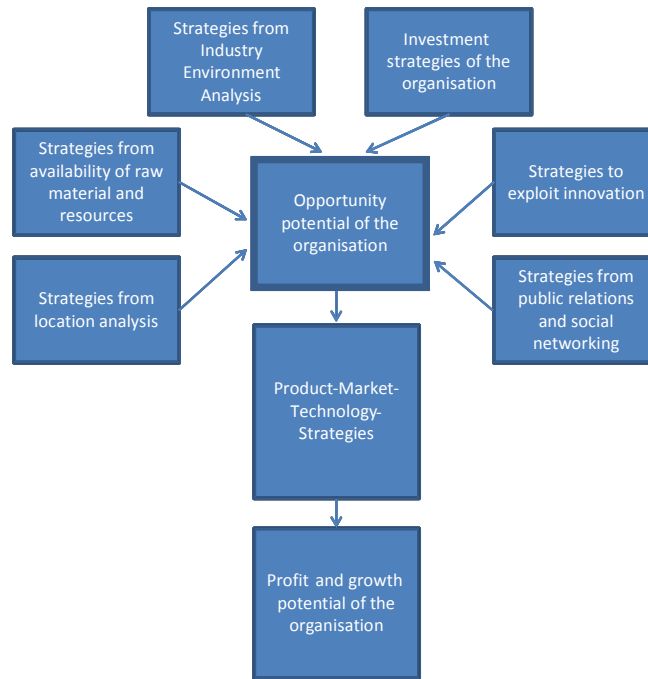 Strategies from
Industry
Environment
Analysis
Investment
strategies of the
organisation
Strategies from
availability of raw
material and
resources
Opportunity
potential of the
organisation
Strategies to
exploit innovation
Strategies from
location analysis
Strategies from
public relations
and social
networking
Product-Market-
Technology-
Strategies
Profit and growth
potential of the
organisation